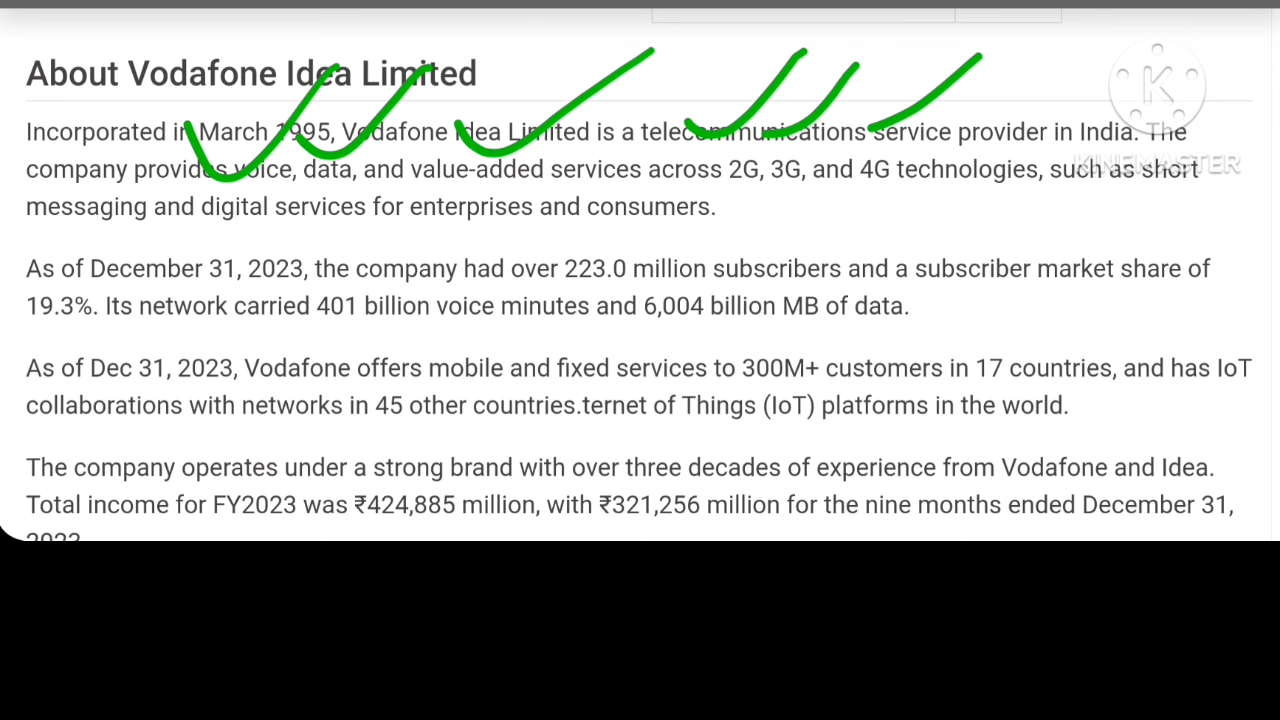 About Vodafone Idea Limited
Incorporated in March 1995, Vodafone Idea Limited is a telecommunications service provider in India. The
company provides voice, data, and value-added services across 2G, 3G, and 4G technologies, such as short
messaging and digital services for enterprises and consumers.
As of December 31, 2023, the company had over 223.0 million subscribers and a subscriber market share of
19.3%. Its network carried 401 billion voice minutes and 6,004 billion MB of data.
As of Dec 31, 2023, Vodafone offers mobile and fixed services to 300M+ customers in 17 countries, and has IoT
collaborations with networks in 45 other countries.ternet of Things (IoT) platforms in the world.
The company operates under a strong brand with over three decades of experience from Vodafone and Idea.
Total income for FY2023 was ₹424,885 million, with ₹321,256 million for the nine months ended December 31,
2023
K
KINEMASTER